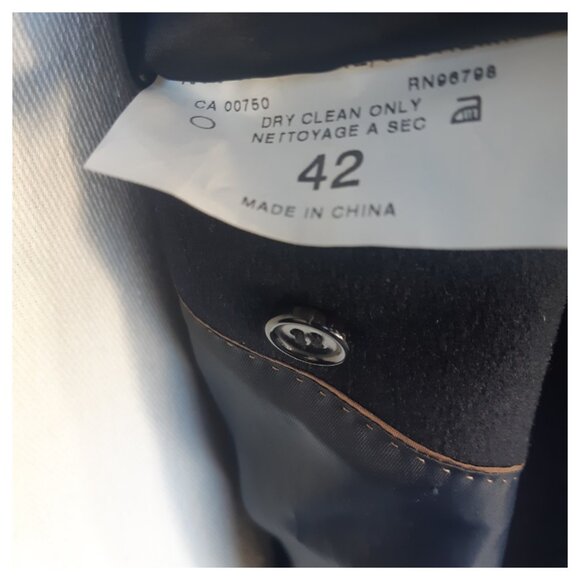 RN96798
CA 00750
DRY CLEAN ONLY
NETTOYAGE A SEC
42
MADE IN CHINA